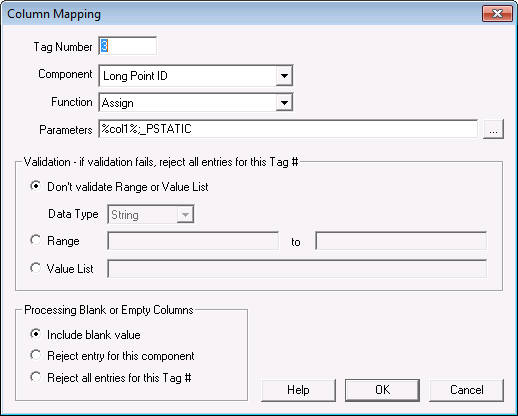 Column Mapping
Tag Number 3
Component Long Point ID
Function Assign
Parameters %col1%;_PSTATIC ...
Validation - if validation fails, reject all entries for this Tag #
Don't validate Range or Value List
Data Type String
Range to
Value List
Processing Blank or Empty Columns
Include blank value
Reject entry for this component
Reject all entries for this Tag #
Help OK Cancel